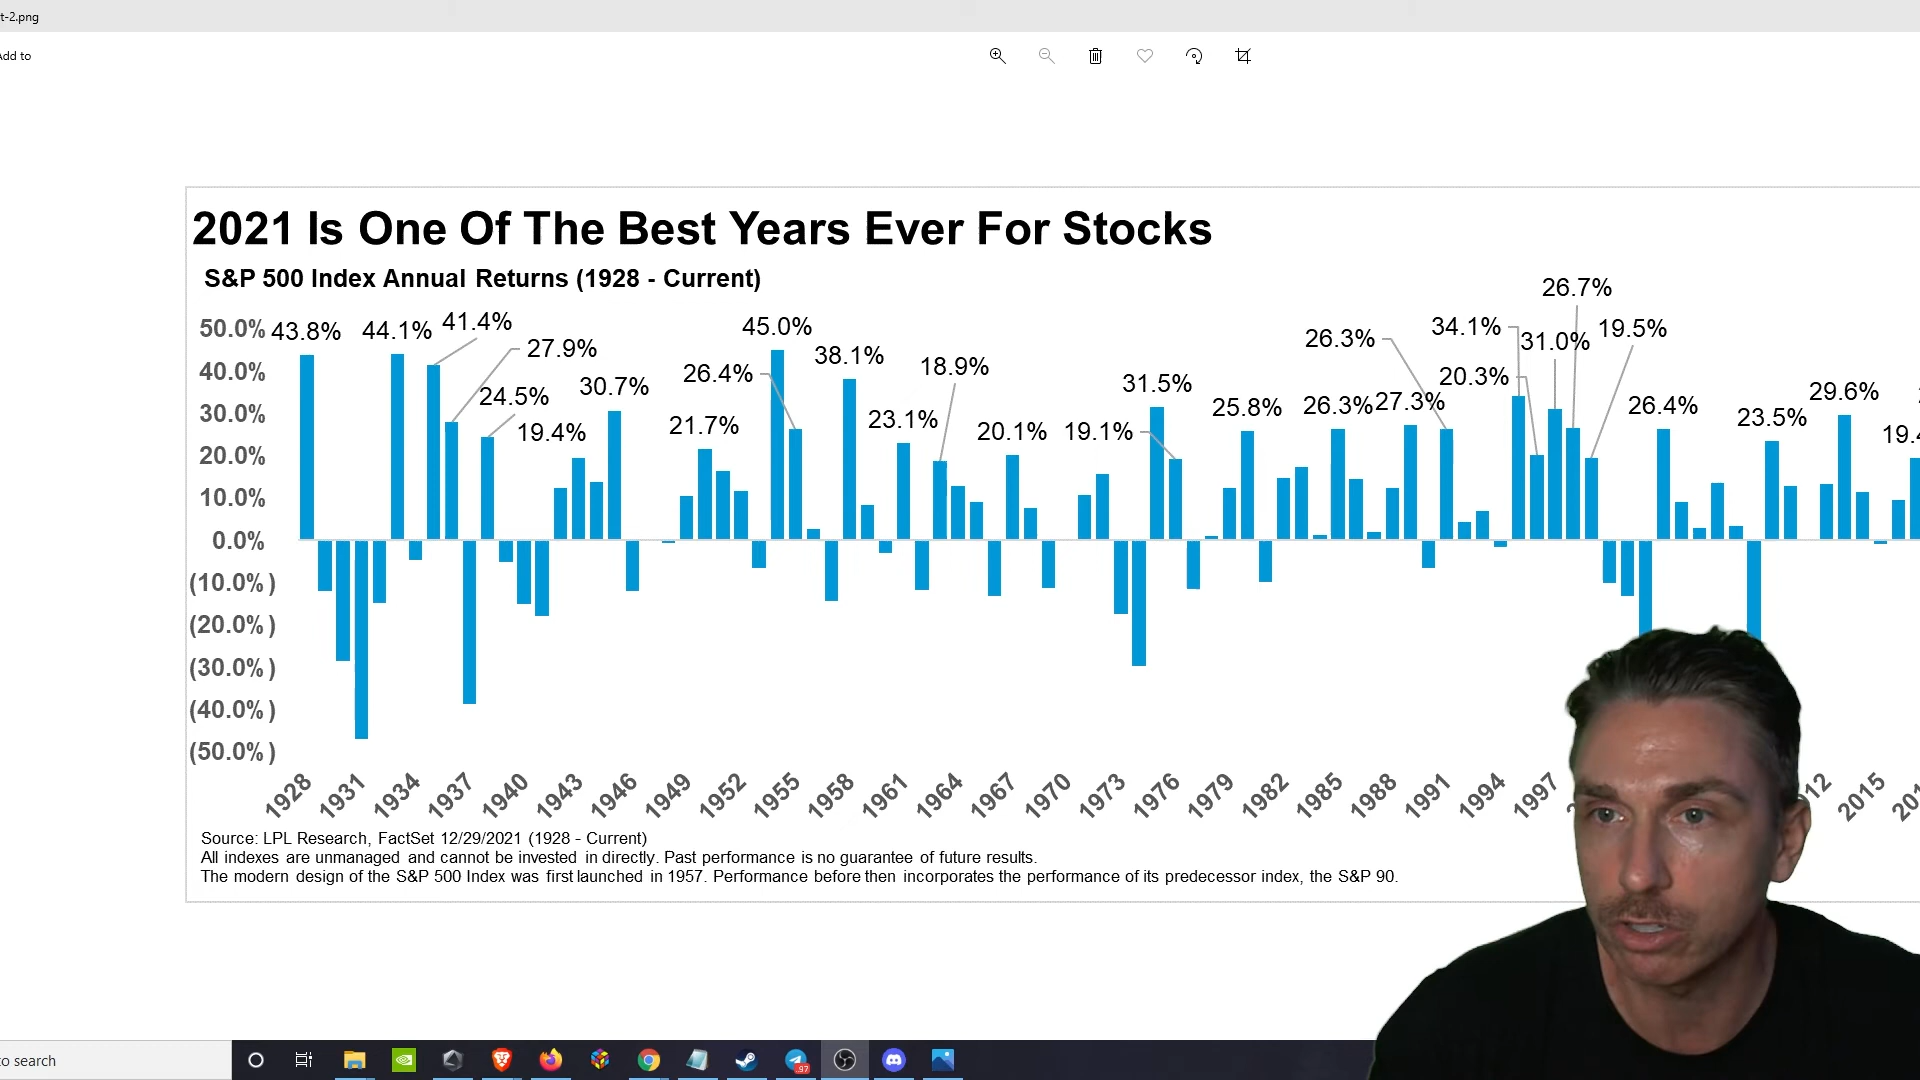 t-2.png
Add to
2021 Is One Of The Best Years Ever For Stocks
S&P 500 Index Annual Returns (1928 - Current)
26.7%
50.0% 43.8% 44.1% 41.4% 45.0% 34.1% 31.0% 19.5%
27.9% 38.1% 26.3%
40.0% 24.5% 30.7% 26.4% 18.9% 31.5% 20.3% 29.6%
30.0% 19.4% 21.7% 23.1% 20.1% 19.1% 25.8% 26.3% 27.3% 26.4% 23.5% 19.4
20.0%
10.0%
0.0%
(10.0%)
(20.0%)
(30.0%)
(40.0%)
(50.0%)
1928 1931 1934 1937 1940 1943 1946 1949 1952 1955 1958 1961 1964 1967 1970 1973 1976 1979 1982 1985 1988 1991 1994 1997 12 2015 201
Source: LPL Research, FactSet 12/29/2021 (1928 - Current)
All indexes are unmanaged and cannot be invested in directly. Past performance is no guarantee of future results.
The modern design of the S&P 500 Index was first launched in 1957. Performance before then incorporates the performance of its predecessor index, the S&P 90.
to search
97